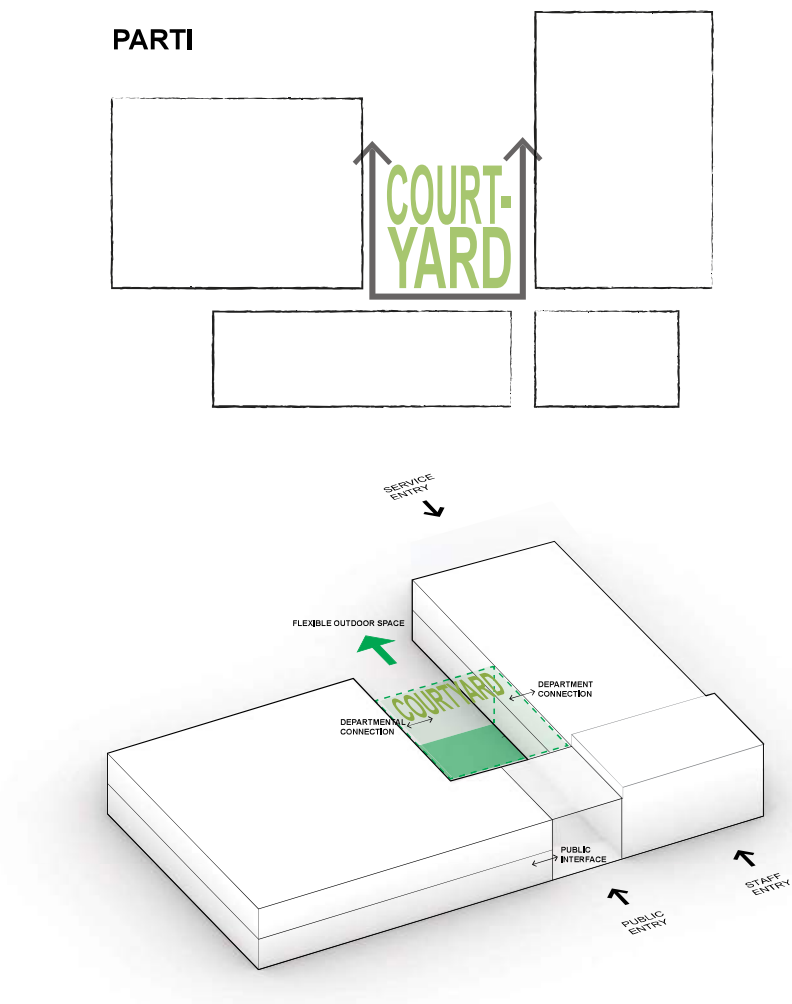 PARTI
COURT-
YARD
SERVICE
ENTRY
FLEXIBLE OUTDOOR SPACE
COURTYARD
DEPARTMENT
CONNECTION
DEPARTMENTAL
CONNECTION
PUBLIC
INTERFACE
STAFF
ENTRY
PUBLIC
ENTRY